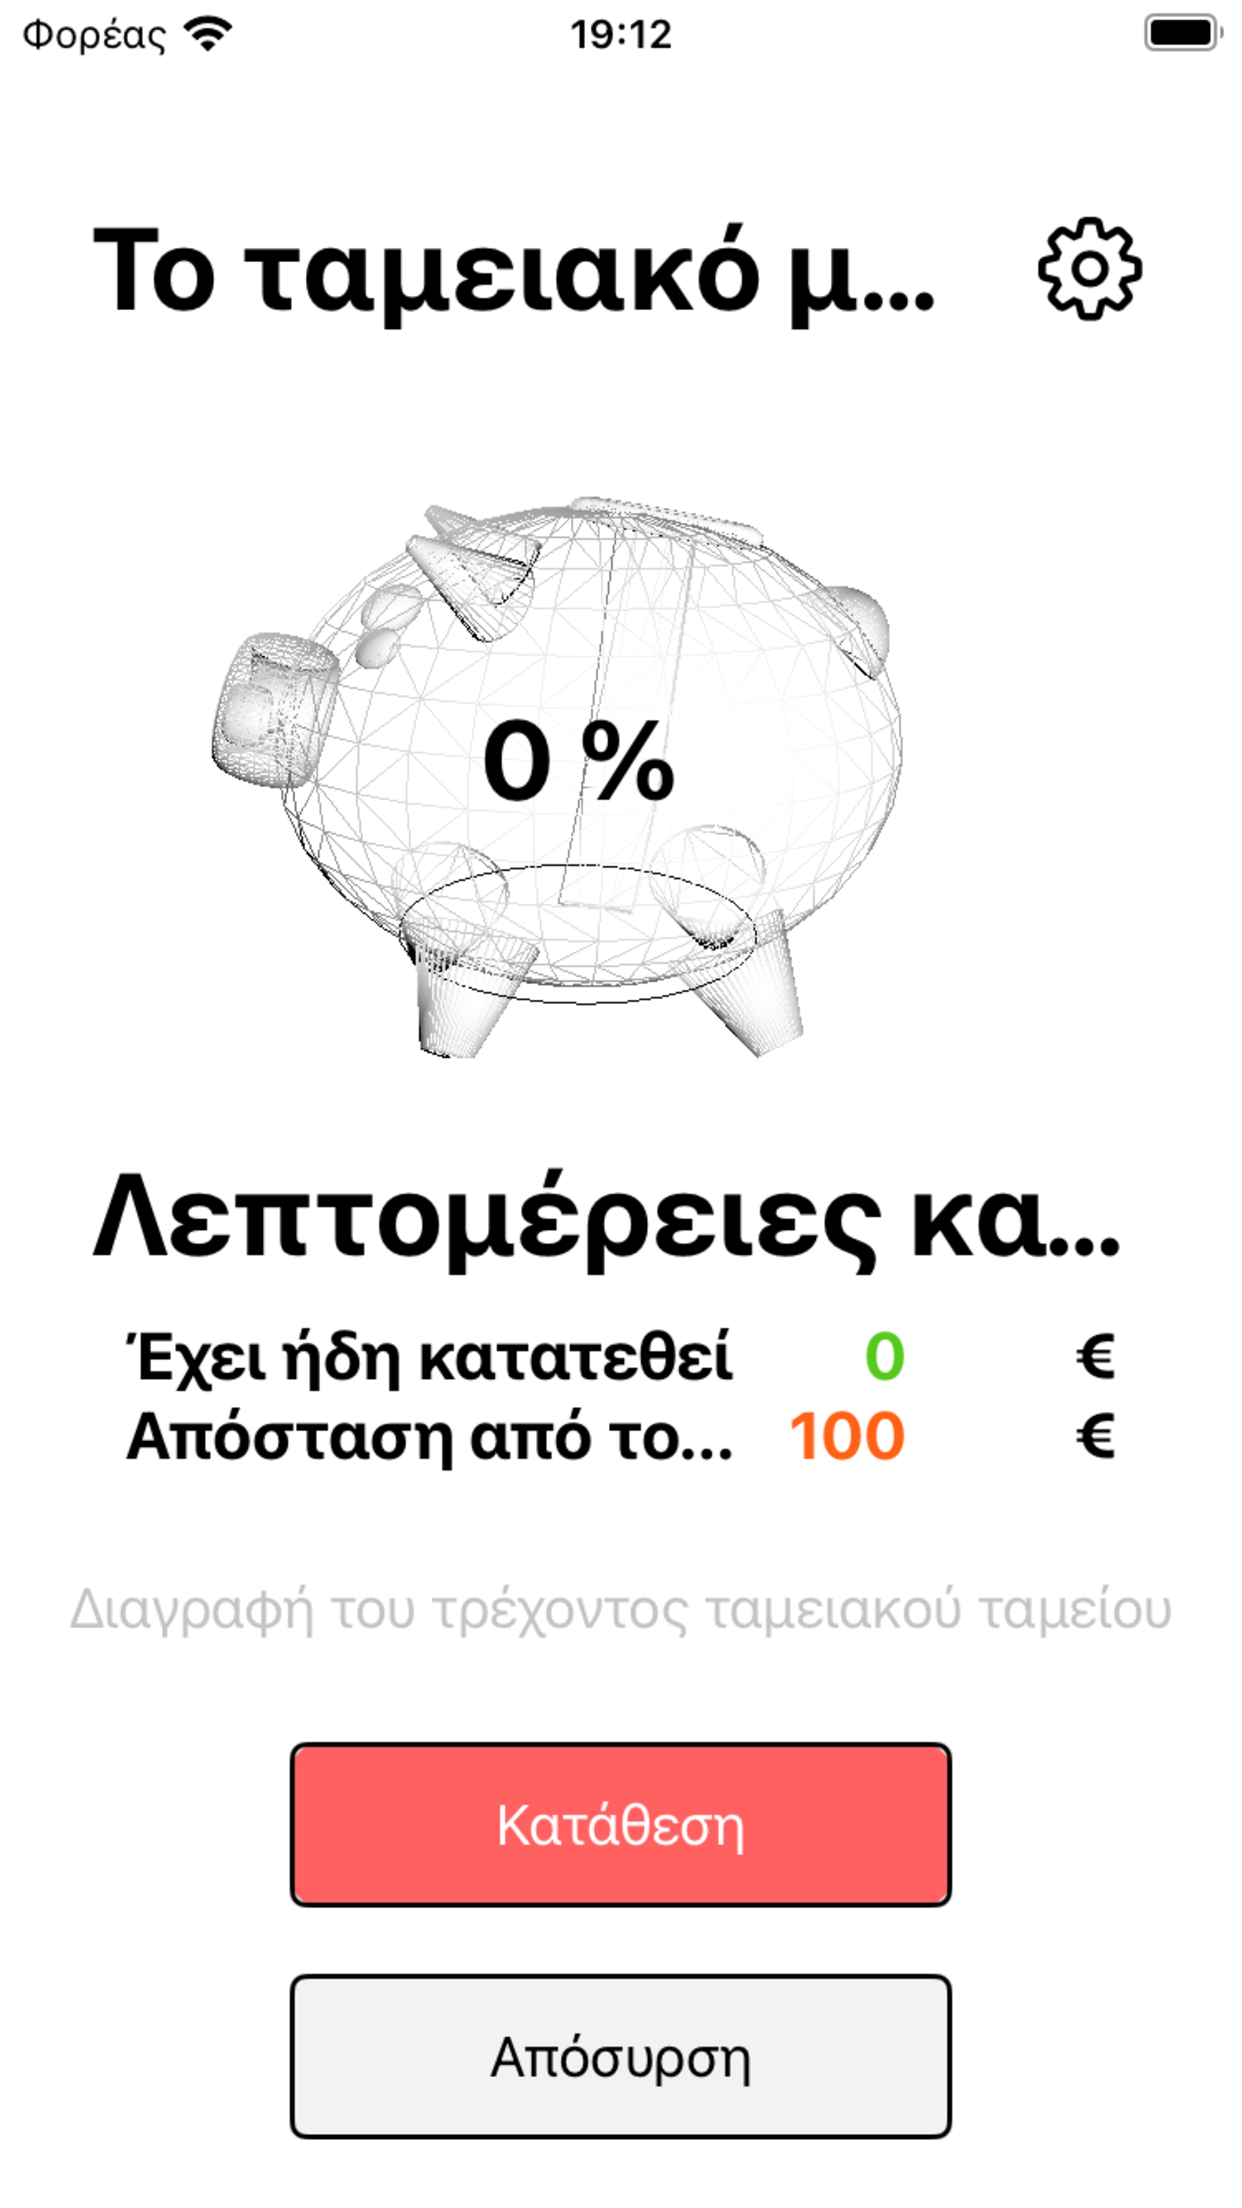 Φορέας 19:12
Το ταμειακό μ...
0 %
Λεπτομέρειες κα...
Έχει ήδη κατατεθεί 0 €
Απόσταση από το... 100 €
Διαγραφή του τρέχοντος ταμειακού ταμείου
Κατάθεση
Απόσυρση